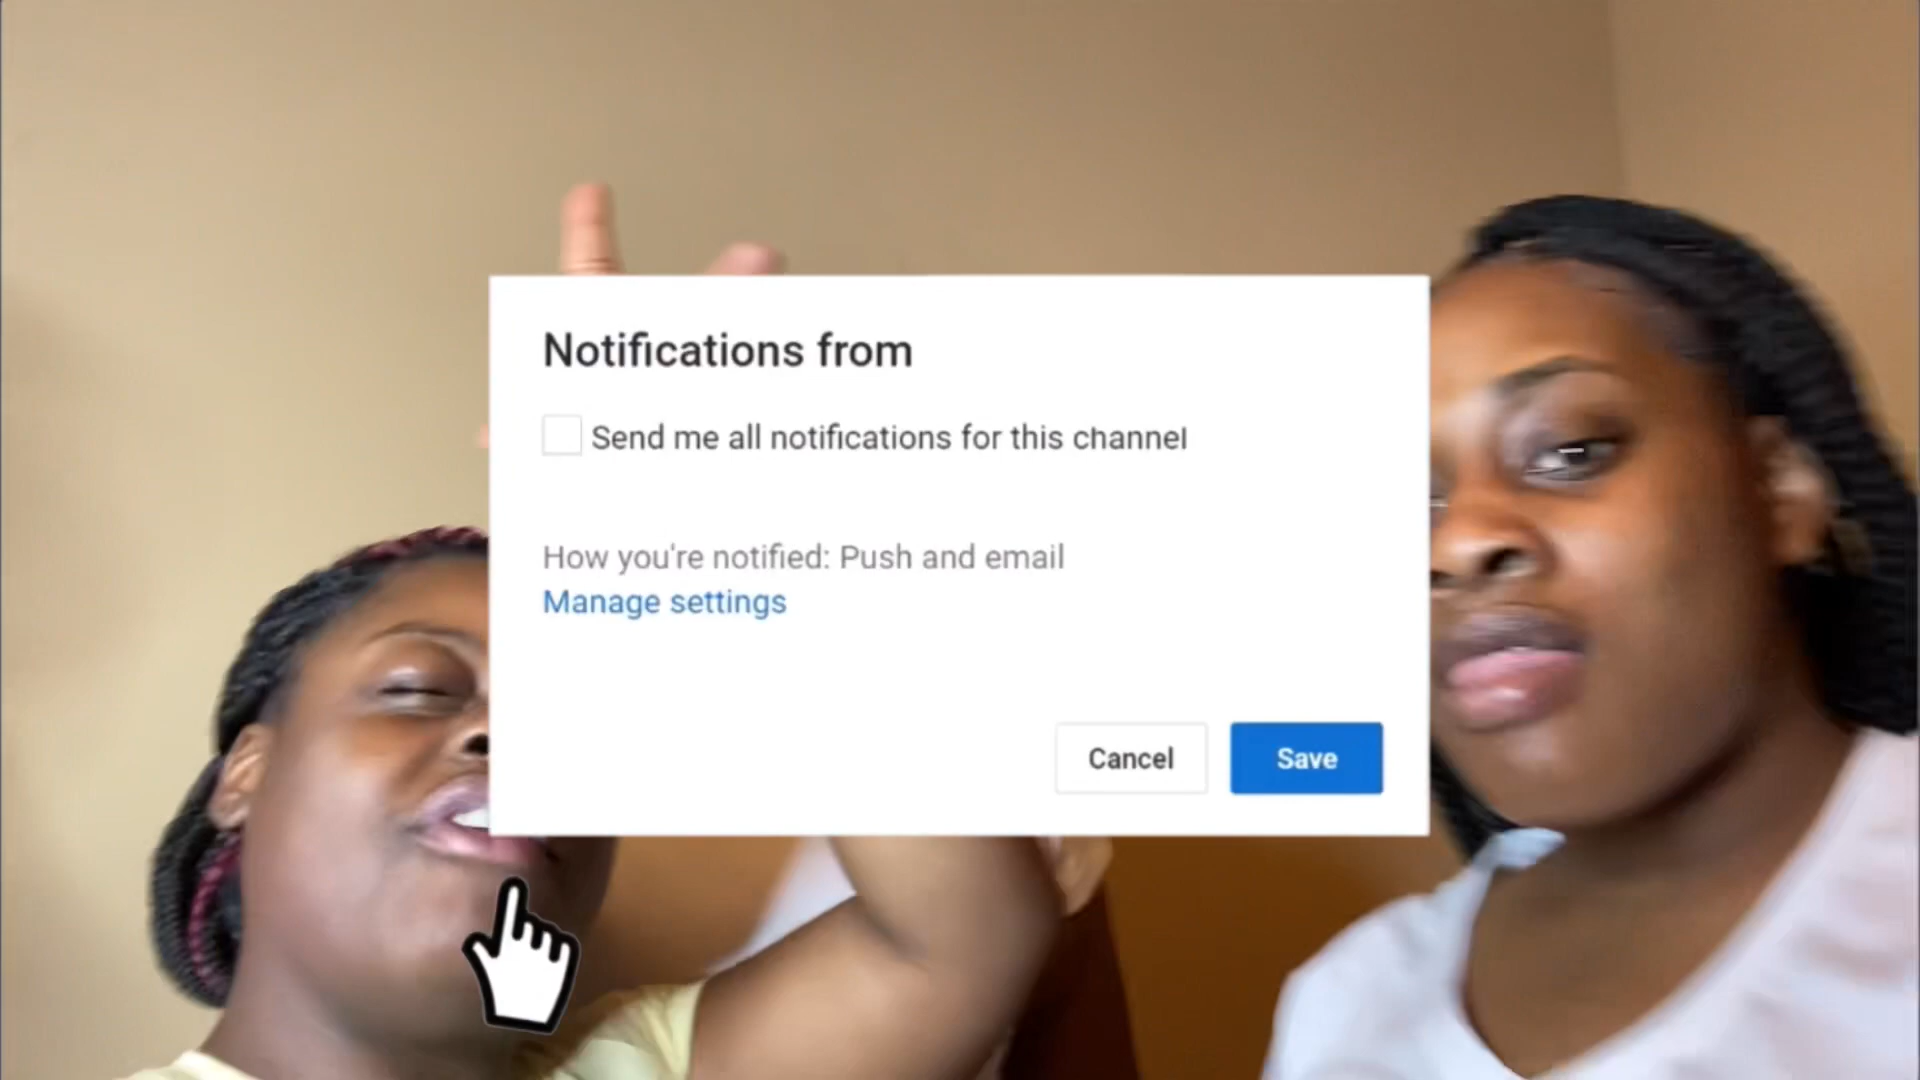 Notifications from
Send me all notifications for this channel
How you're notified: Push and email
Manage settings
Cancel
Save